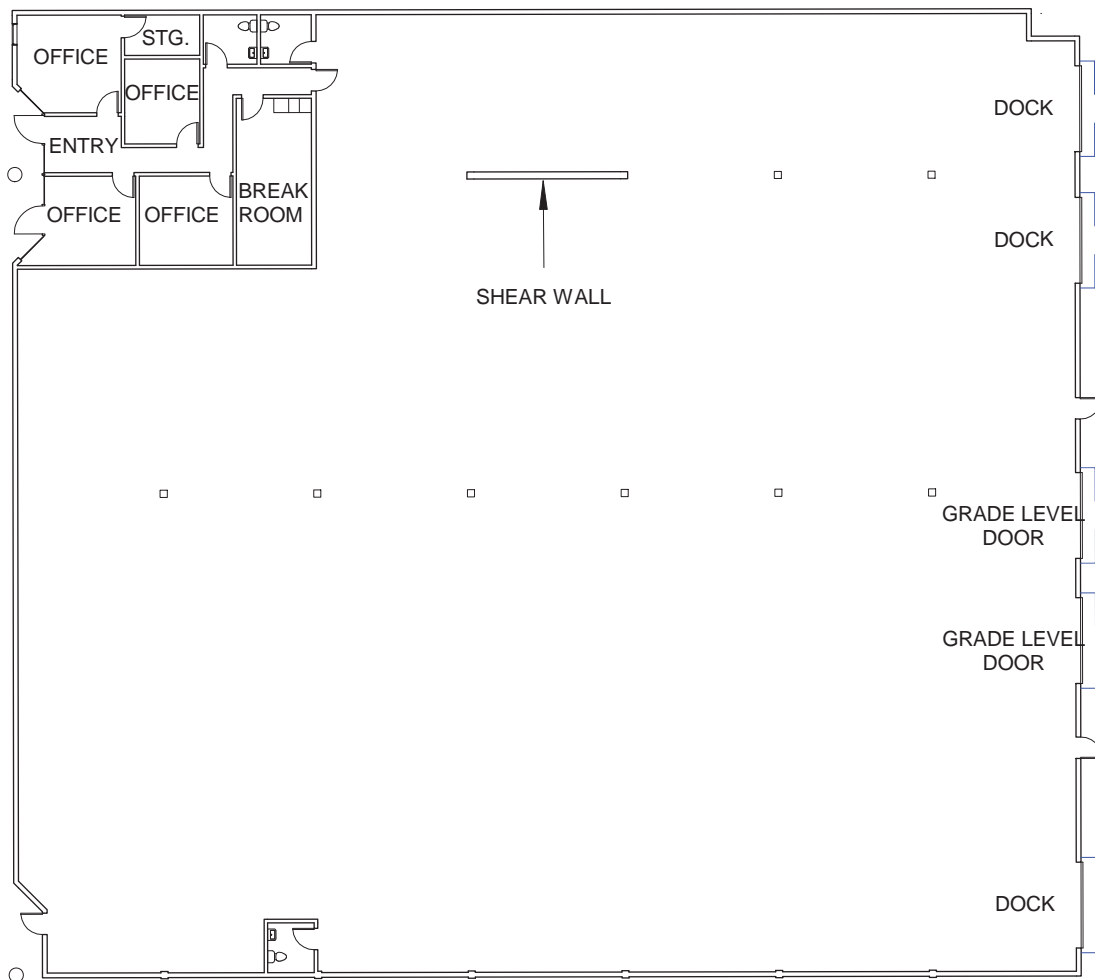 STG.
OFFICE
OFFICE
DOCK
ENTRY
BREAK
ROOM
OFFICE
OFFICE
DOCK
SHEAR WALL
GRADE LEVEL
DOOR
GRADE LEVEL
DOOR
DOCK